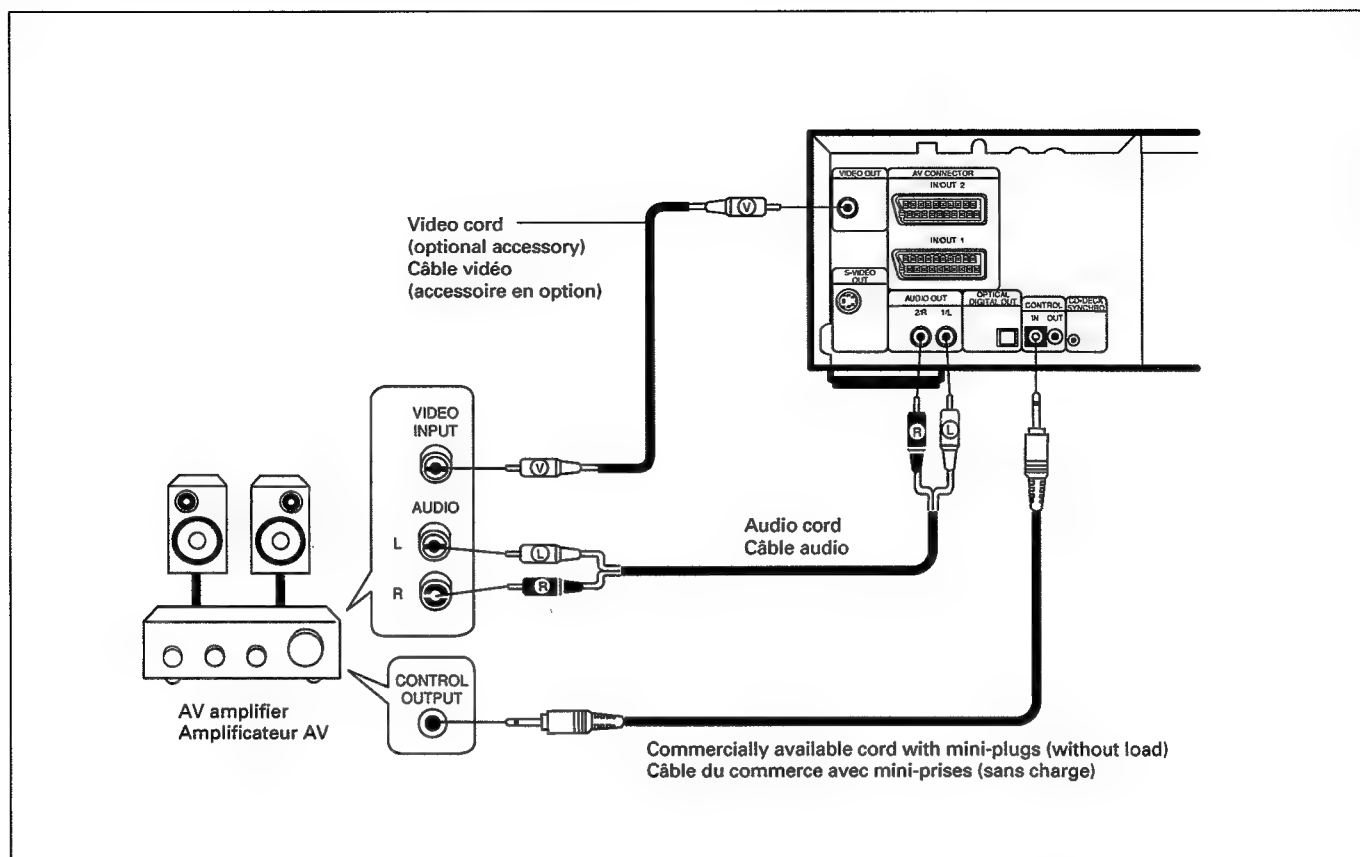 VIDEO OUT
AV CONNECTOR
IN/OUT 2
IN/OUT 1
S-VIDEO
OUT
AUDIO OUT
2/R 1/L
OPTICAL
DIGITAL OUT
CONTROL
IN OUT
CD-DECK
SYNCHRO
V
Video cord
(optional accessory)
Câble vidéo
(accessoire en option)
R
L
VIDEO
INPUT
V
AUDIO
L
L
R
R
Audio cord
Câble audio
CONTROL
OUTPUT
AV amplifier
Amplificateur AV
Commercially available cord with mini-plugs (without load)
Câble du commerce avec mini-prises (sans charge)